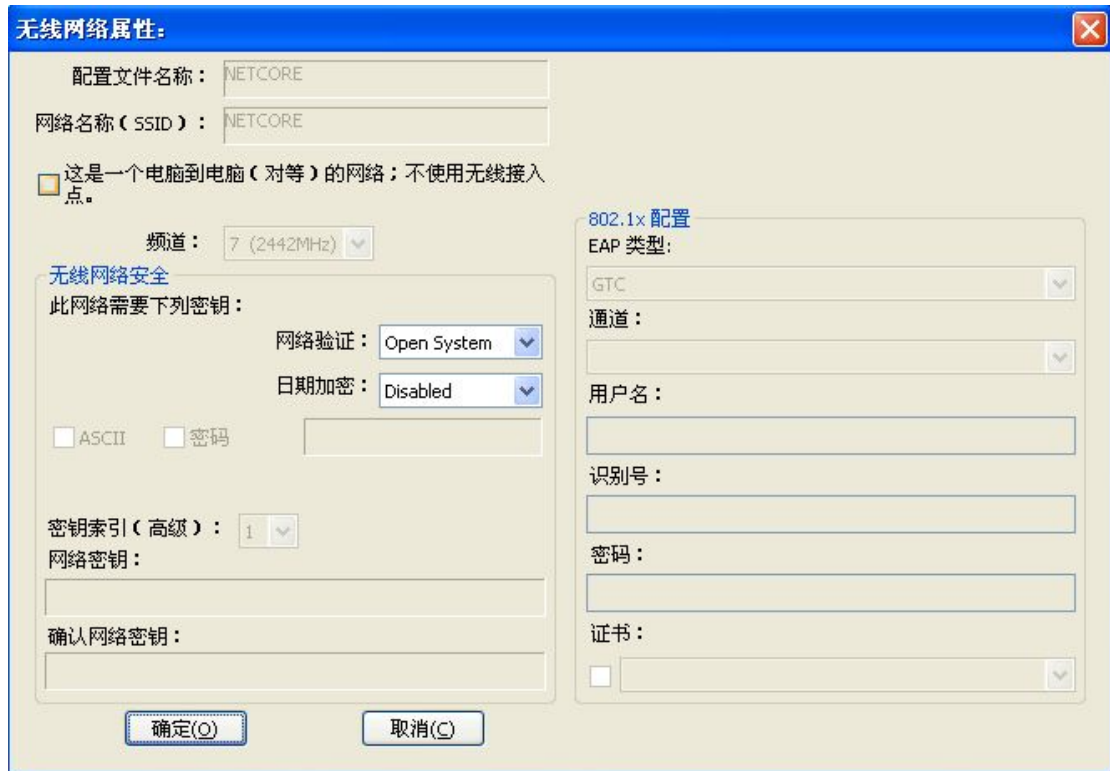 无线网络属性:
配置文件名称： NETCORE
网络名称(SSID)： NETCORE
这是一个电脑到电脑(对等)的网络；不使用无线接入
点。
频道： 7 (2442MHz)
无线网络安全
此网络需要下列密钥：
网络验证： Open System
日期加密： Disabled
ASCII 密码
密钥索引(高级)： 1
网络密钥：
确认网络密钥：
802.1x 配置
EAP 类型:
GTC
通道：
用户名：
识别号：
密码：
证书：
确定(O) 取消(C)